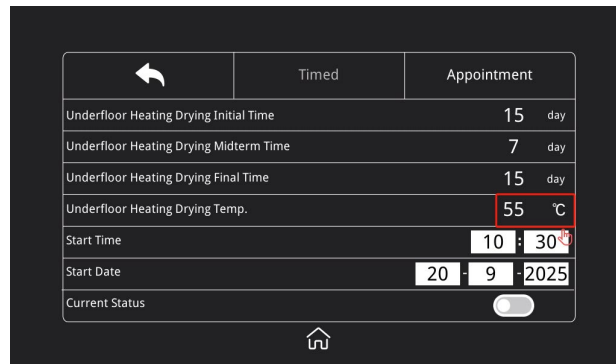 Timed Appointment
Underfloor Heating Drying Initial Time 15 day
Underfloor Heating Drying Midterm Time 7 day
Underfloor Heating Drying Final Time 15 day
Underfloor Heating Drying Temp. 55 ℃
Start Time 10 : 30
Start Date 20 - 9 - 2025
Current Status